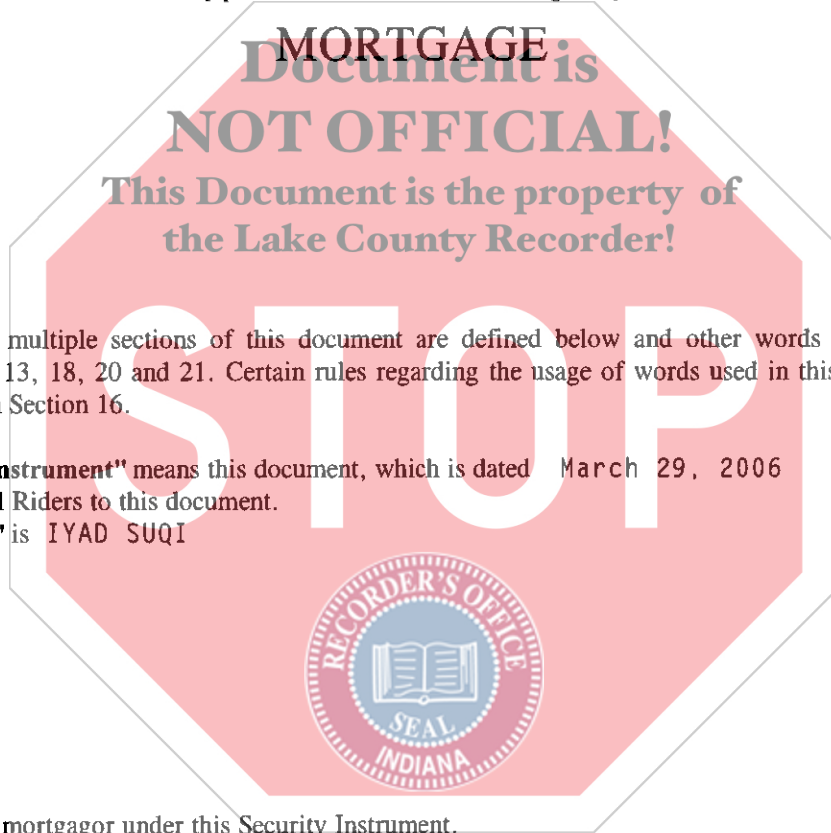 MORTGAGE
Document is
NOT OFFICIAL!
This Document is the property of
the Lake County Recorder!
STOP
multiple sections of this document are defined below and other words
13, 18, 20 and 21. Certain rules regarding the usage of words used in this
Section 16.
nstrument" means this document, which is dated March 29, 2006
Riders to this document.
" is IYAD SUQI
RECORDER'S OFFICE
SEAL
INDIANA
mortgagor under this Security Instrument.